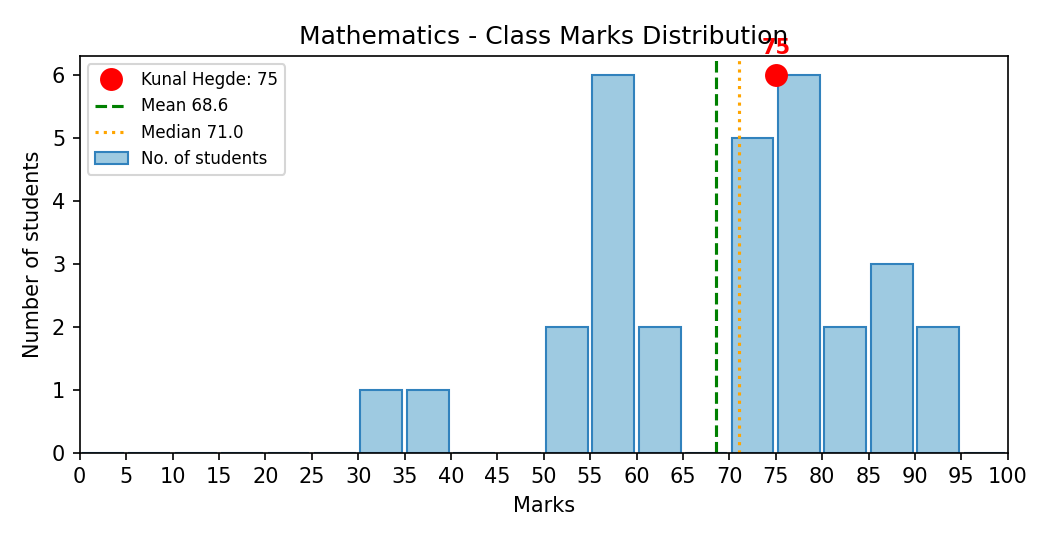 Mathematics - Class Marks Distribution
75
Kunal Hegde: 75
Mean 68.6
Median 71.0
No. of students
Number of students
6
5
4
3
2
1
0
0 5 10 15 20 25 30 35 40 45 50 55 60 65 70 75 80 85 90 95 100
Marks